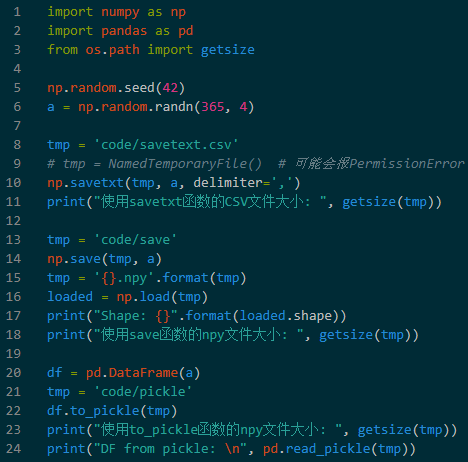 1 import numpy as np
2 import pandas as pd
3 from os.path import getsize
4
5 np.random.seed(42)
6 a = np.random.randn(365, 4)
7
8 tmp = 'code/savetext.csv'
9 # tmp = NamedTemporaryFile()  # 可能会报PermissionError
10 np.savetxt(tmp, a, delimiter=',')
11 print("使用savetxt函数的CSV文件大小: ", getsize(tmp))
12
13 tmp = 'code/save'
14 np.save(tmp, a)
15 tmp = '{}.npy'.format(tmp)
16 loaded = np.load(tmp)
17 print("Shape: {}".format(loaded.shape))
18 print("使用save函数的npy文件大小: ", getsize(tmp))
19
20 df = pd.DataFrame(a)
21 tmp = 'code/pickle'
22 df.to_pickle(tmp)
23 print("使用to_pickle函数的npy文件大小: ", getsize(tmp))
24 print("DF from pickle: \n", pd.read_pickle(tmp))